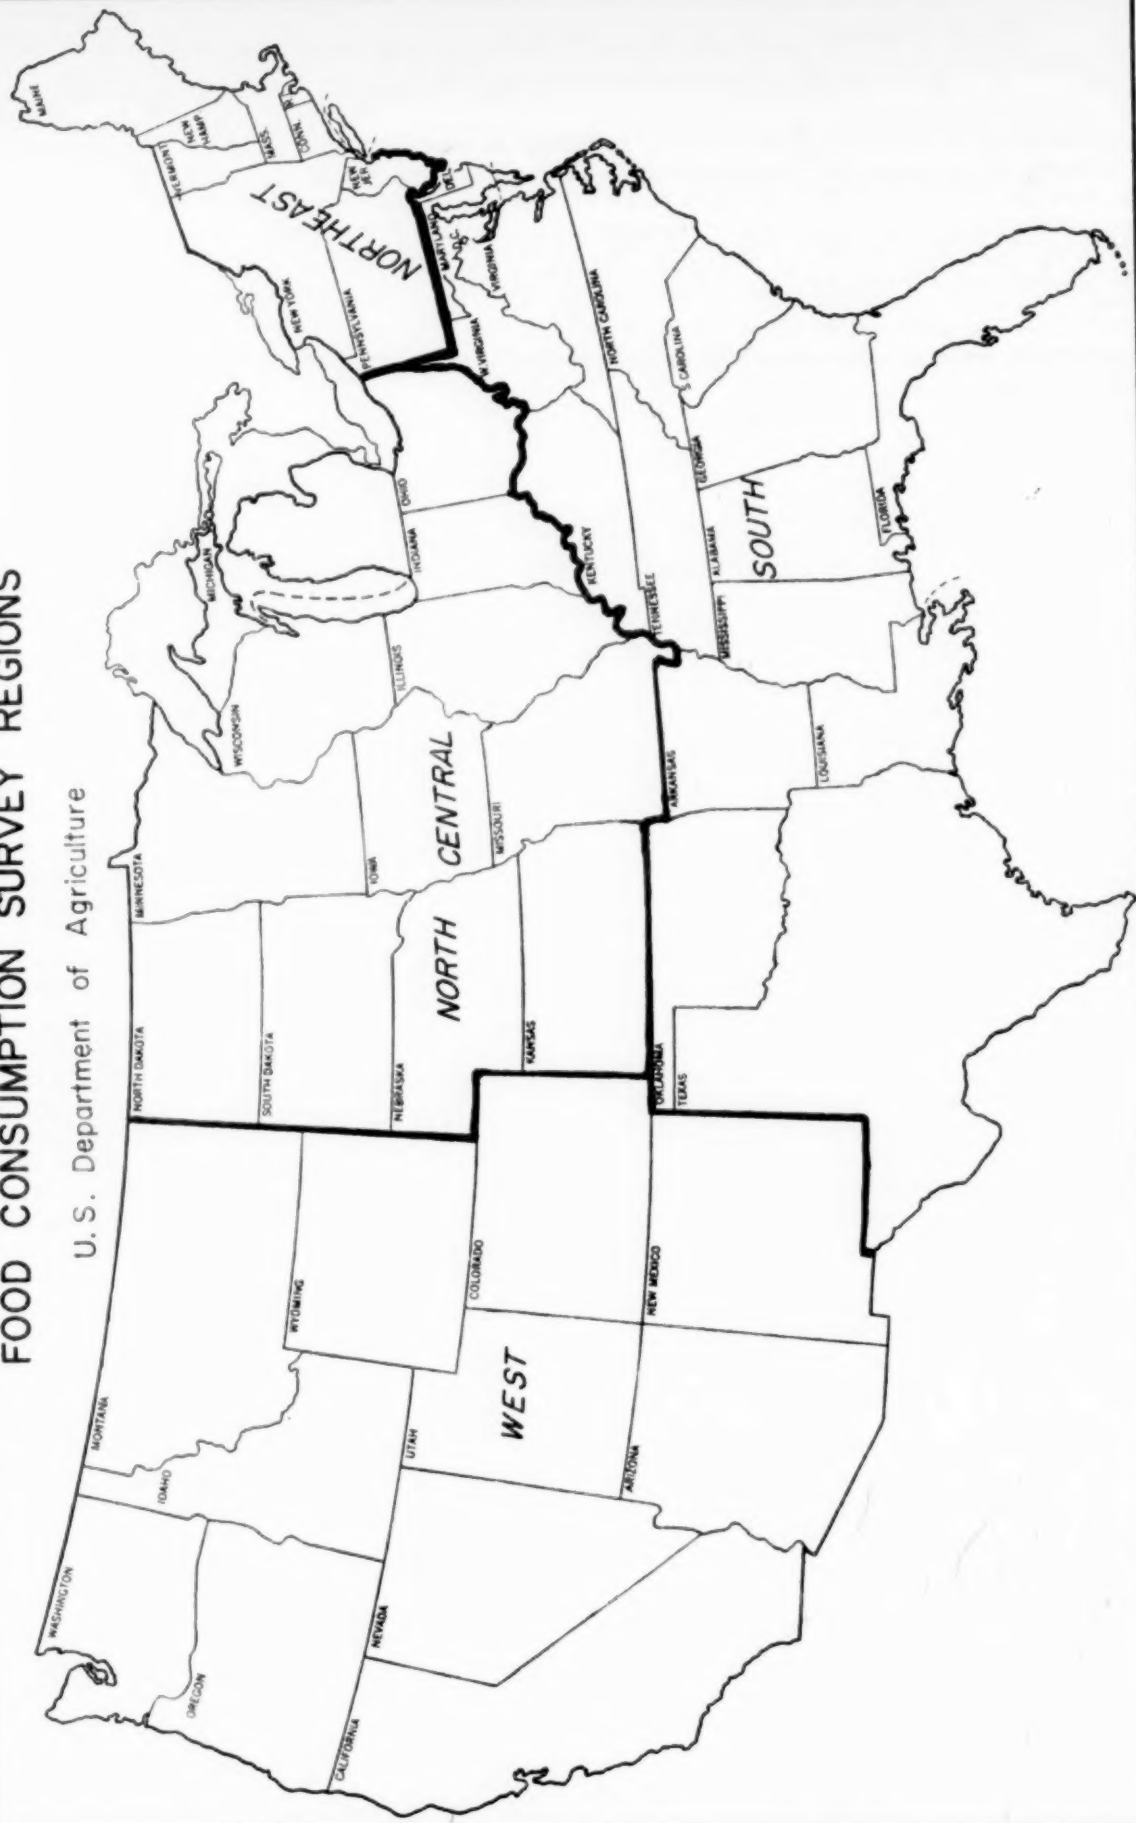 FOOD CONSUMPTION SURVEY REGIONS
U.S. Department of Agriculture
WASHINGTON
MONTANA
NORTH DAKOTA
MINNESOTA
MAINE
VERMONT
NEW HAMP
MASS.
CONN.
R.I.
IDAHO
OREGON
WYOMING
SOUTH DAKOTA
WISCONSIN
MICHIGAN
NEW YORK
NORTHEAST
NEW JER
PENNSYLVANIA
NEBRASKA
IOWA
ILLINOIS
INDIANA
OHIO
MARYLAND
DEL
D.C.
W VIRGINIA
VIRGINIA
CALIFORNIA
NEVADA
UTAH
COLORADO
NORTH CENTRAL
KANSAS
MISSOURI
KENTUCKY
WEST
ARIZONA
NEW MEXICO
OKLAHOMA
TEXAS
ARKANSAS
TENNESSEE
NORTH CAROLINA
S CAROLINA
MISSISSIPPI
ALABAMA
GEORGIA
SOUTH
LOUISIANA
FLORIDA